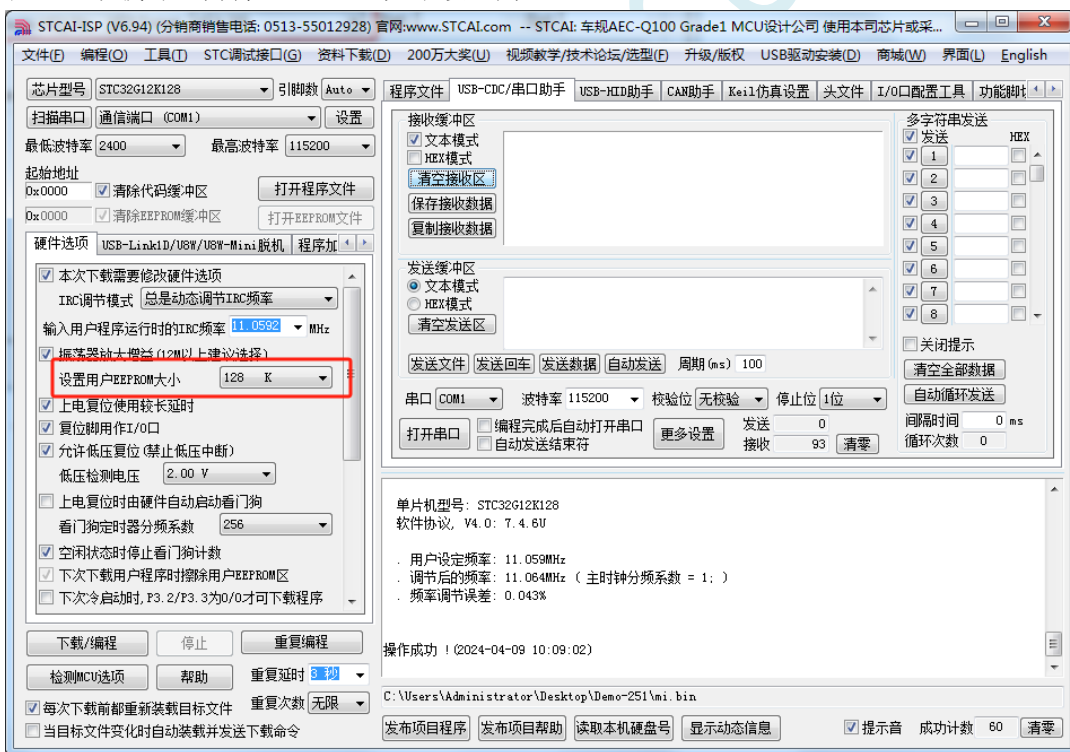 STCAI-ISP (V6.94) (分销商销售电话: 0513-55012928) 官网:www.STCAI.com -- STCAI: 车规AEC-Q100 Grade1 MCU设计公司 使用本司芯片或采...
文件(F) 编程(O) 工具(T) STC调试接口(G) 资料下载(D) 200万大奖(U) 视频教学/技术论坛/选型(F) 升级/版权 USB驱动安装(D) 商城(W) 界面(L) English
芯片型号 STC32G12K128 引脚数 Auto
扫描串口 通信端口 (COM1) 设置
最低波特率 2400 最高波特率 115200
起始地址
0x0000 清除代码缓冲区 打开程序文件
0x0000 清除EEPROM缓冲区 打开EEPROM文件
硬件选项 USB-Link1D/U8W/U8W-Mini脱机 程序加
本次下载需要修改硬件选项
IRC调节模式 总是动态调节IRC频率
输入用户程序运行时的IRC频率 11.0592 MHz
振荡器放大增益(12M以上建议选择)
设置用户EEPROM大小 128 K
上电复位使用较长延时
复位脚用作I/O口
允许低压复位(禁止低压中断)
低压检测电压 2.00 V
上电复位时由硬件自动启动看门狗
看门狗定时器分频系数 256
空闲状态时停止看门狗计数
下次下载用户程序时擦除用户EEPROM区
下次冷启动时,P3.2/P3.3为0/0才可下载程序
下载/编程 停止 重复编程
检测MCU选项 帮助 重复延时 3 秒
每次下载前都重新装载目标文件 重复次数 无限
当目标文件变化时自动装载并发送下载命令
程序文件 USB-CDC/串口助手 USB-HID助手 CAN助手 Keil仿真设置 头文件 I/O口配置工具 功能脚
接收缓冲区
文本模式
HEX模式
清空接收区
保存接收数据
复制接收数据
发送缓冲区
文本模式
HEX模式
清空发送区
发送文件 发送回车 发送数据 自动发送 周期(ms) 100
串口 COM1 波特率 115200 校验位 无校验 停止位 1位
打开串口 编程完成后自动打开串口 更多设置 发送 0
自动发送结束符 接收 93 清零
多字符串发送
发送 HEX
1
2
3
4
5
6
7
8
关闭提示
清空全部数据
自动循环发送
间隔时间 0 ms
循环次数 0
单片机型号: STC32G12K128
软件协议, V4.0: 7.4.6U
. 用户设定频率: 11.059MHz
. 调节后的频率: 11.064MHz ( 主时钟分频系数 = 1; )
. 频率调节误差: 0.043%
操作成功 !(2024-04-09 10:09:02)
C:\Users\Administrator\Desktop\Demo-251\mi.bin
发布项目程序 发布项目帮助 读取本机硬盘号 显示动态信息 提示音 成功计数 60 清零